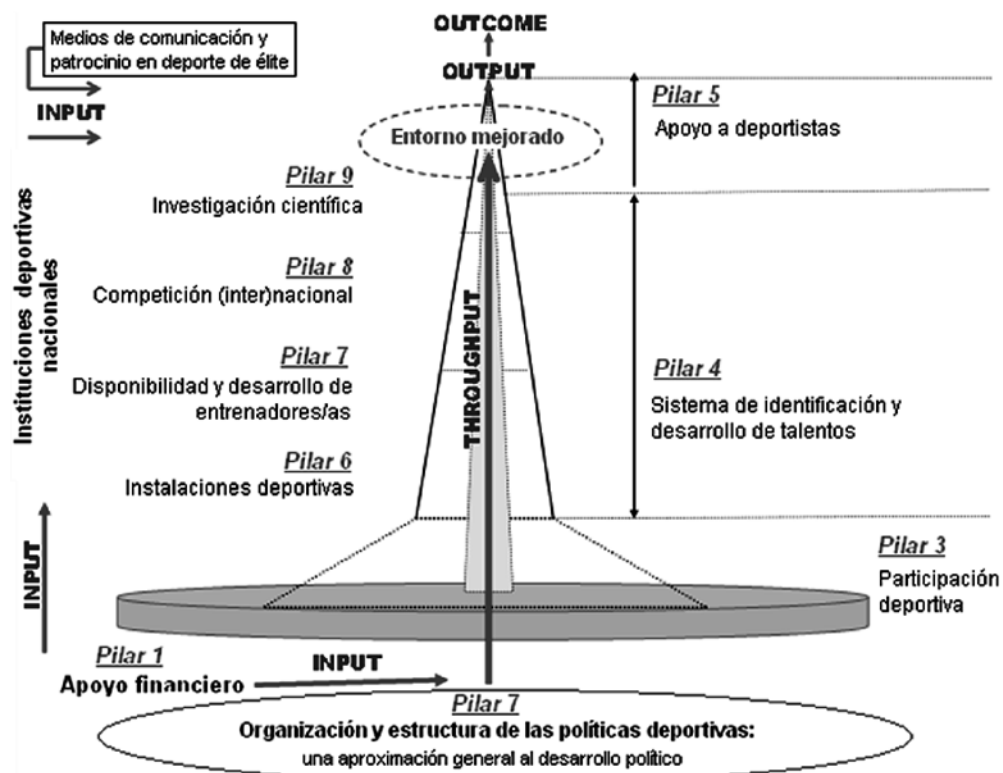 OUTCOME
Medios de comunicación y
patrocinio en deporte de élite
OUTPUT
INPUT
Pilar 5
Apoyo a deportistas
Entorno mejorado
Pilar 9
Investigación científica
Pilar 8
Competición (inter)nacional
Instituciones deportivas
nacionales
THROUGHPUT
Pilar 7
Disponibilidad y desarrollo de
entrenadores/as
Pilar 4
Sistema de identificación y
desarrollo de talentos
Pilar 6
Instalaciones deportivas
INPUT
Pilar 3
Participación
deportiva
Pilar 1
Apoyo financiero
INPUT
Pilar 7
Organización y estructura de las políticas deportivas:
una aproximación general al desarrollo político